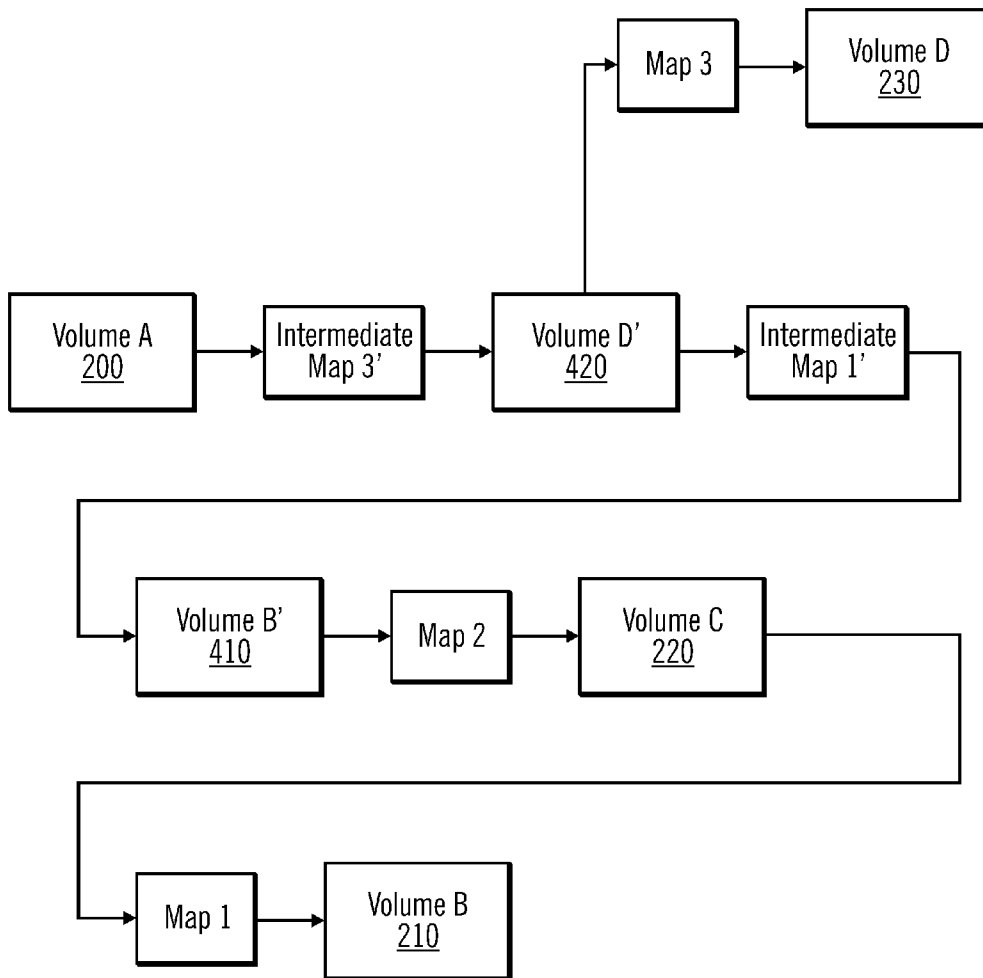 Map 3
Volume D
230
Volume A
200
Intermediate
Map 3'
Volume D'
420
Intermediate
Map 1'
Volume B'
410
Map 2
Volume C
220
Map 1
Volume B
210